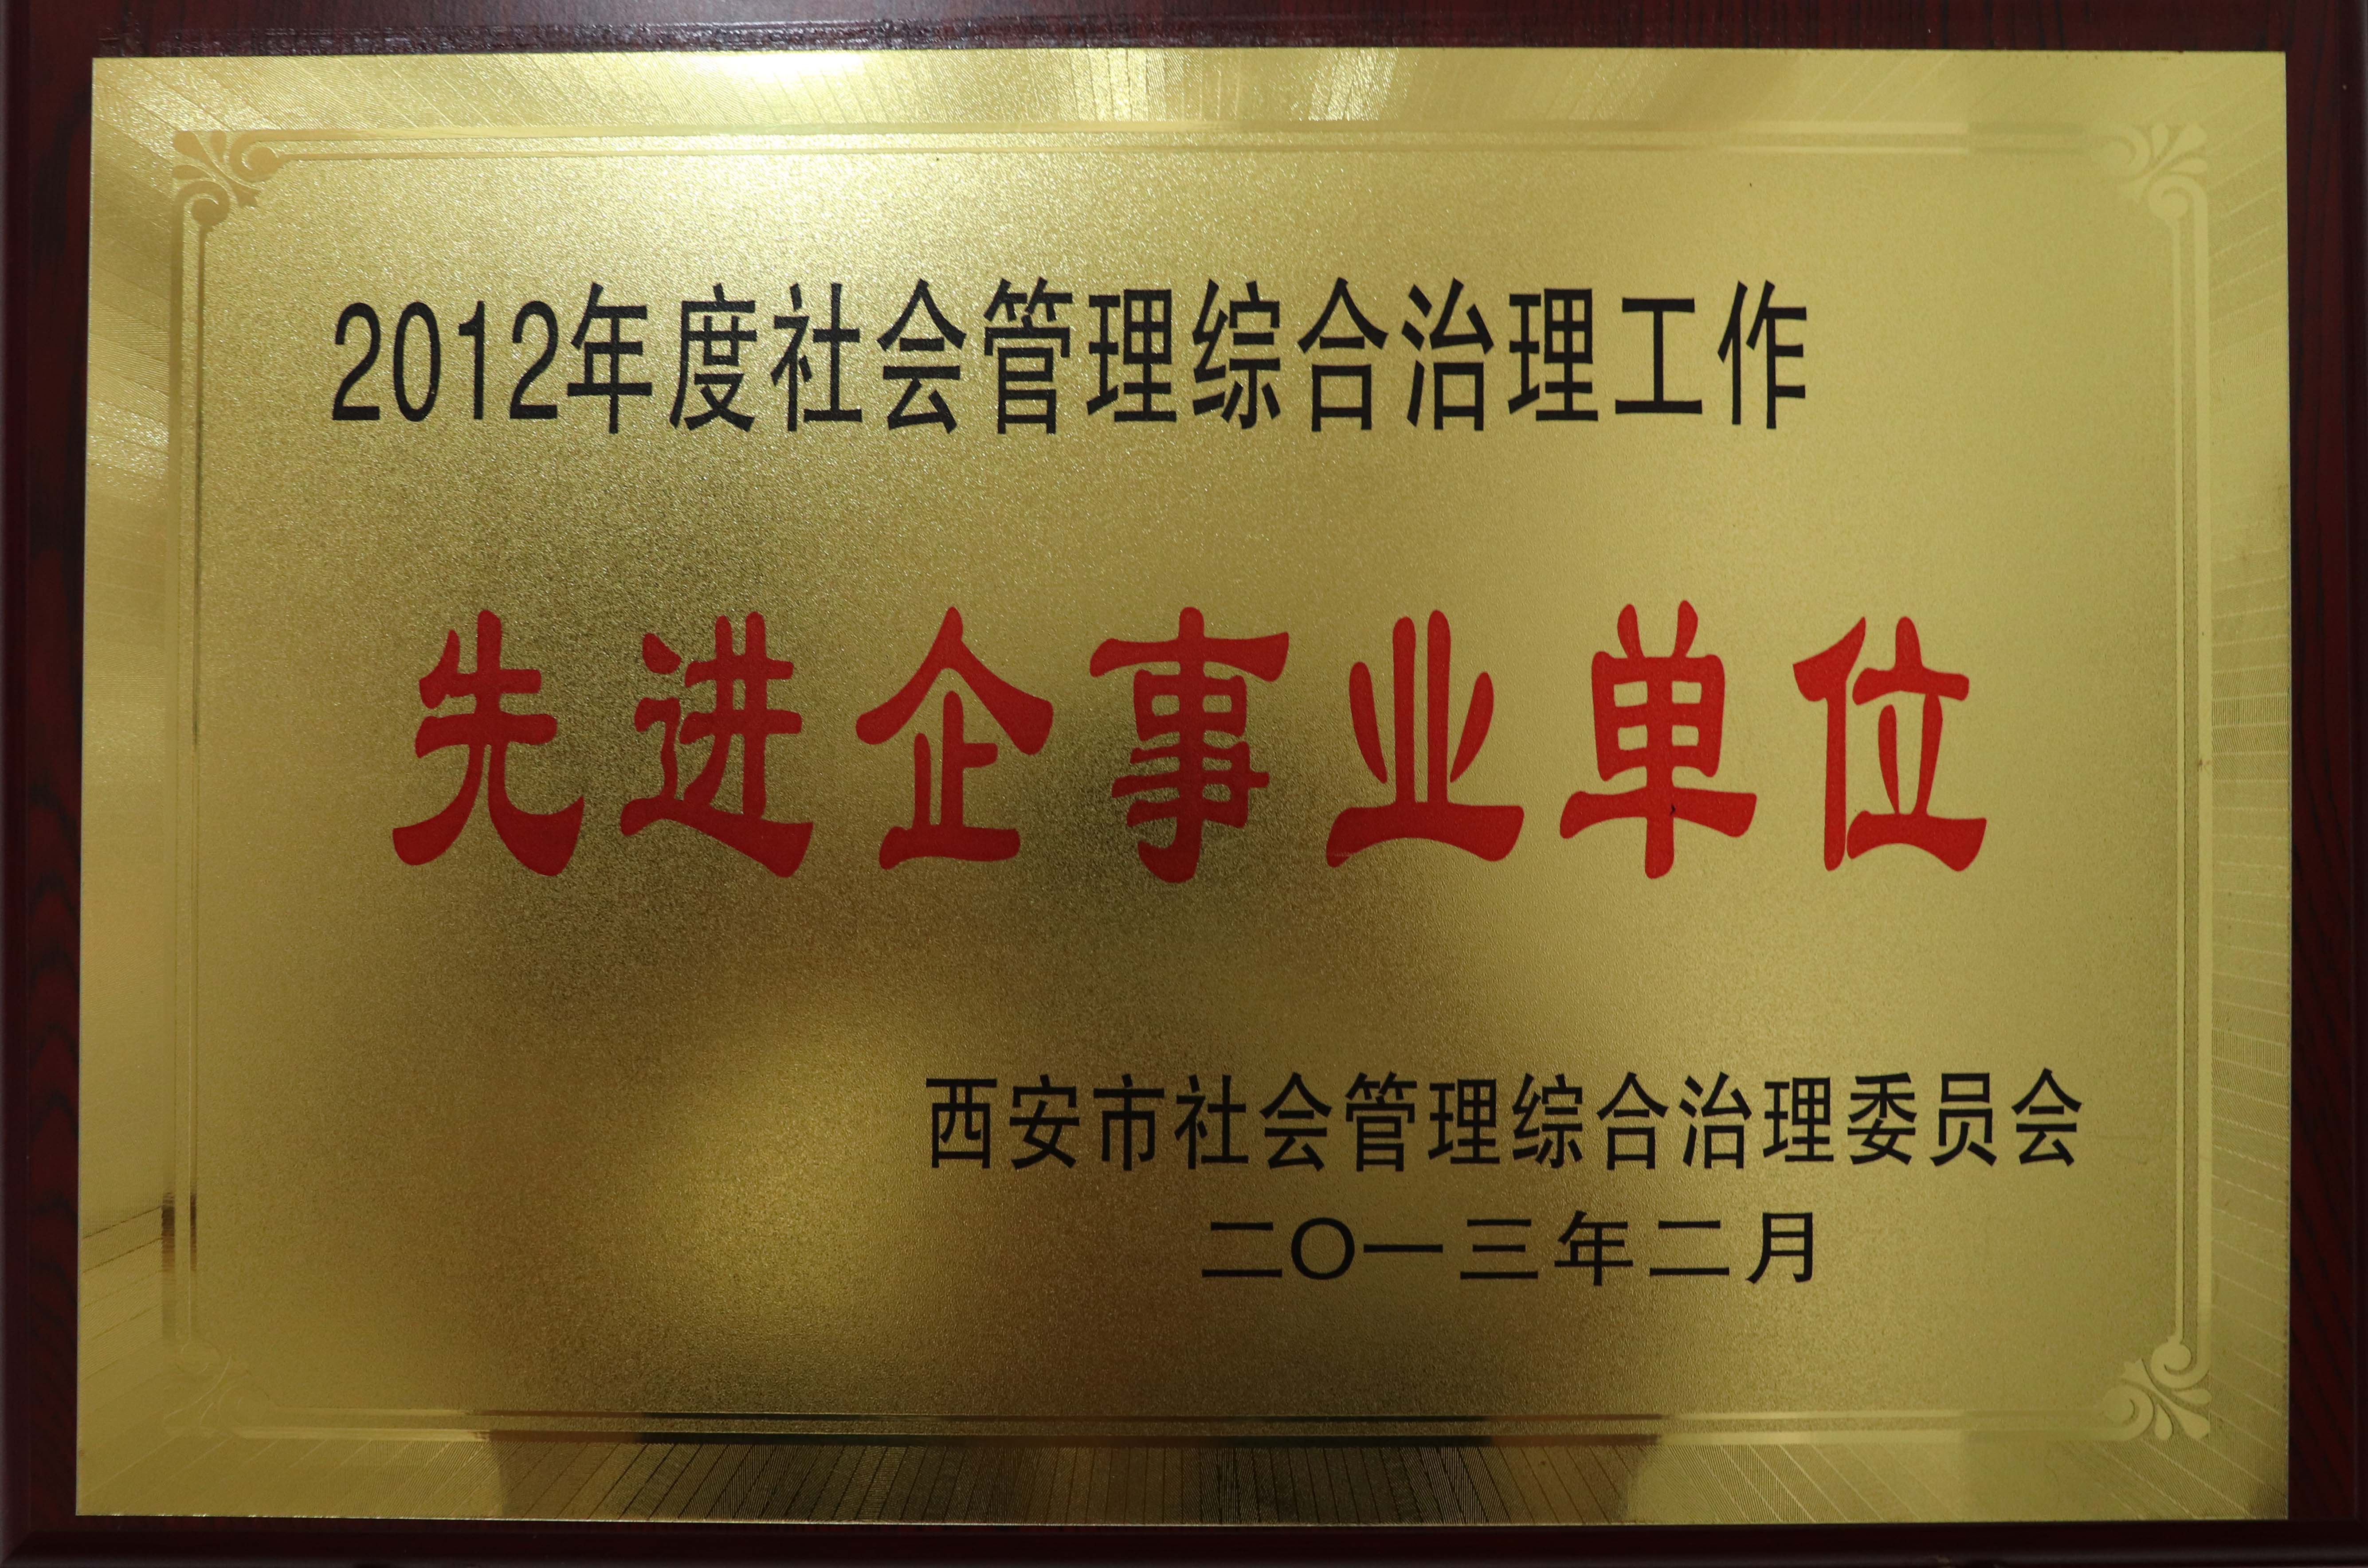 2012年度社会管理综合治理工作
先进企事业单位
西安市社会管理综合治理委员会
二〇一三年二月